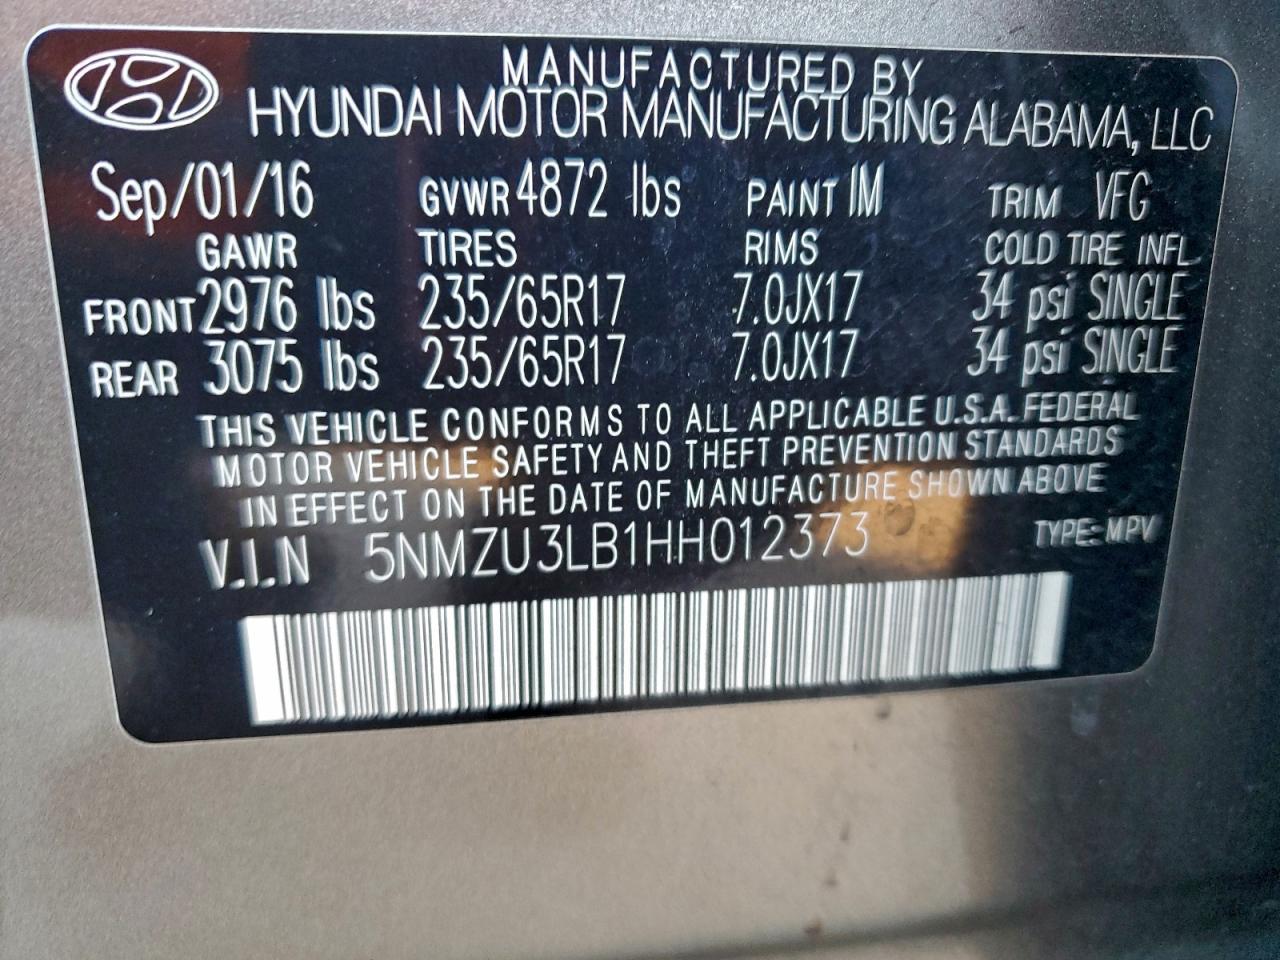 MANUFACTURED BY
HYUNDAI MOTOR MANUFACTURING ALABAMA, LLC
Sep/01/16 GVWR 4872 lbs PAINT IM TRIM VFG
GAWR TIRES RIMS COLD TIRE INFL
FRONT 2976 lbs 235/65R17 7.0JX17 34 psi SINGLE
REAR 3075 lbs 235/65R17 7.0JX17 34 psi SINGLE
THIS VEHICLE CONFORMS TO ALL APPLICABLE U.S.A. FEDERAL
MOTOR VEHICLE SAFETY AND THEFT PREVENTION STANDARDS
IN EFFECT ON THE DATE OF MANUFACTURE SHOWN ABOVE
V.I.N 5NMZU3LB1HH012373 TYPE: MPV